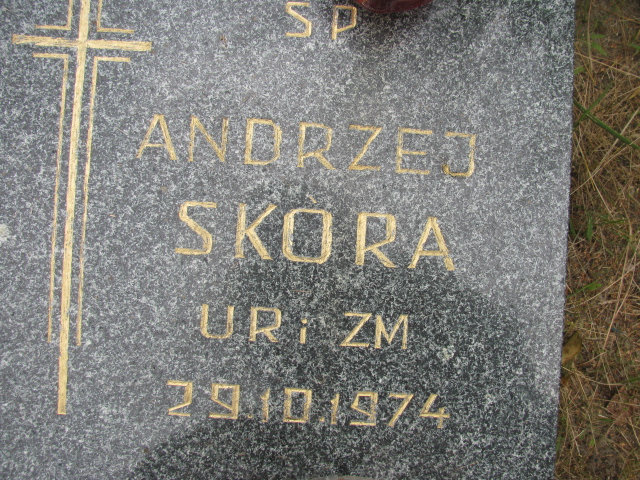 SP
ANDRZEJ
SKÓRA
UR i ZM
29.10.1974